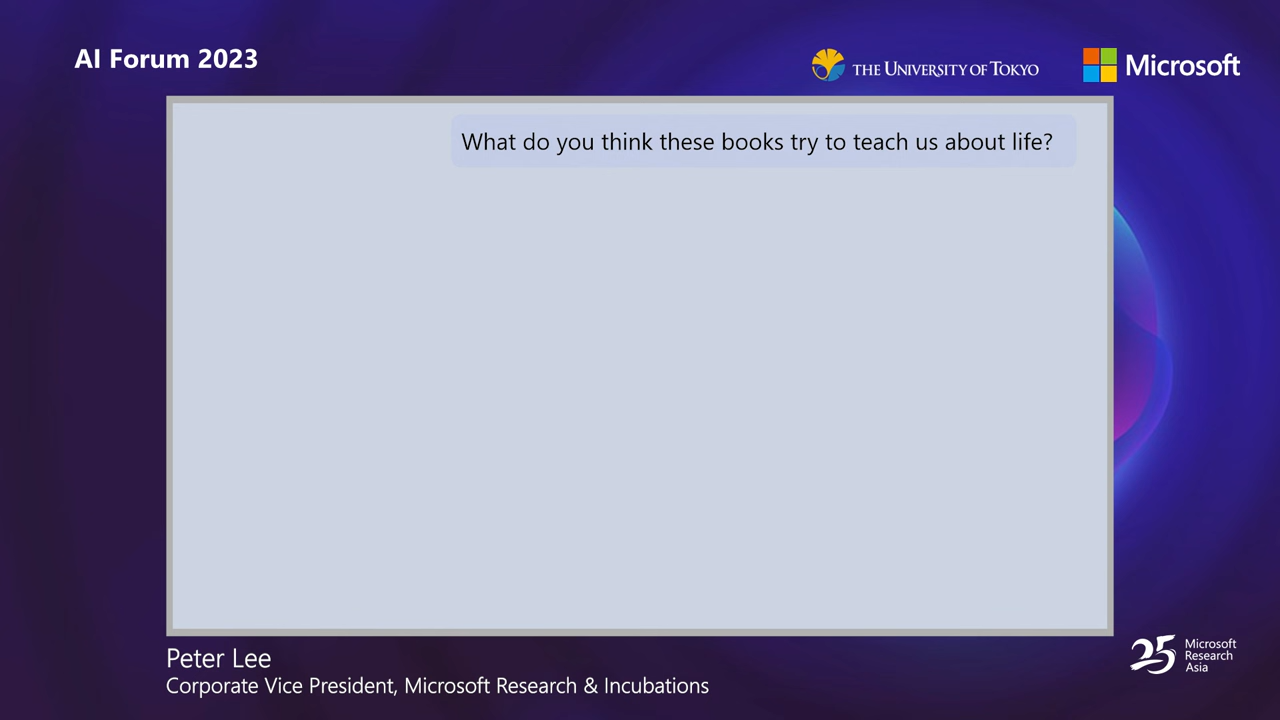 AI Forum 2023
THE UNIVERSITY OF TOKYO
Microsoft
What do you think these books try to teach us about life?
Peter Lee
Corporate Vice President, Microsoft Research & Incubations
25
Microsoft
Research
Asia